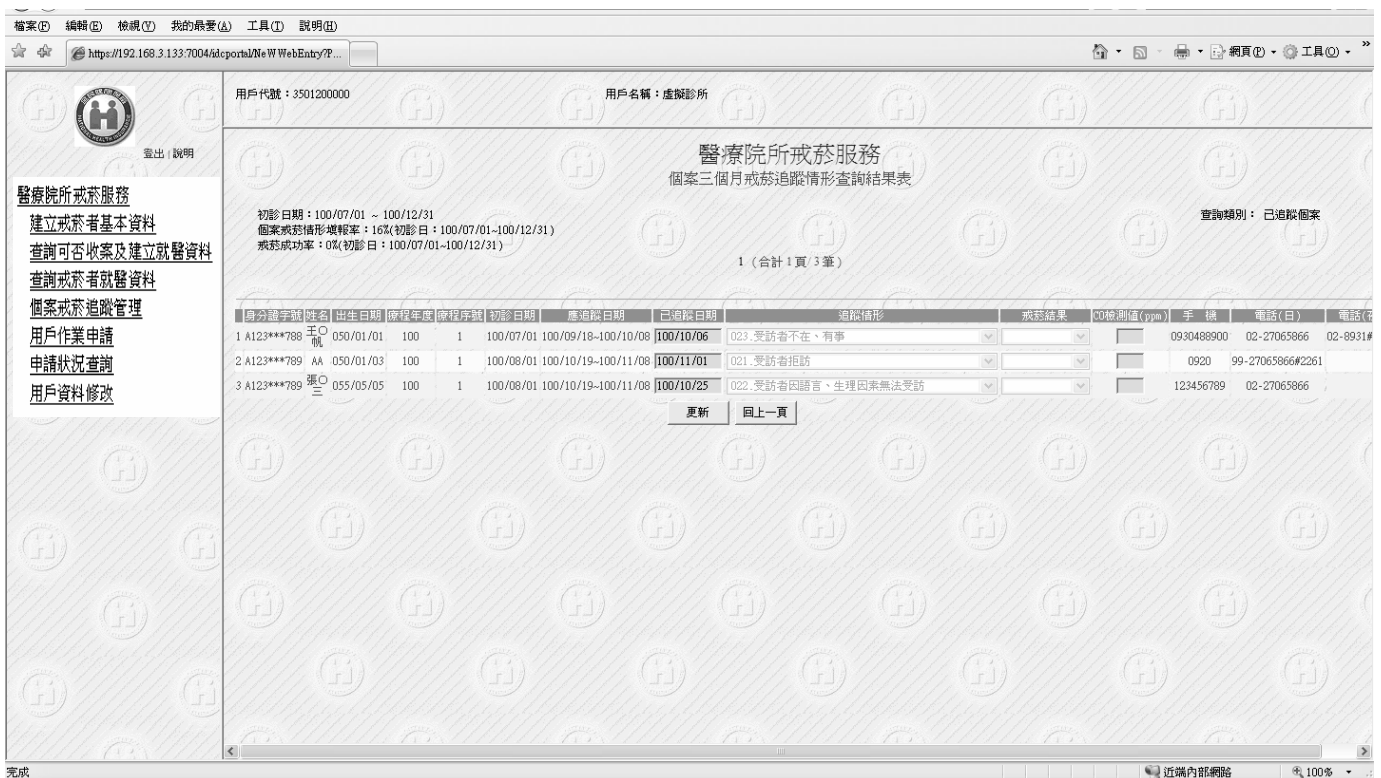 檔案(F) 編輯(E) 檢視(V) 我的最愛(A) 工具(T) 說明(H)
https://192.168.3.133:7004/idcportal/NeWWebEntry?P... 網頁(P) 工具(O) »
用戶代號：3501200000 用戶名稱：虛擬診所
登出 | 說明
醫療院所戒菸服務
建立戒菸者基本資料
查詢可否收案及建立就醫資料
查詢戒菸者就醫資料
個案戒菸追蹤管理
用戶作業申請
申請狀況查詢
用戶資料修改
醫療院所戒菸服務
個案三個月戒菸追蹤情形查詢結果表
初診日期：100/07/01 ~ 100/12/31 查詢類別： 已追蹤個案
個案戒菸情形填報率：16%(初診日：100/07/01~100/12/31)
戒菸成功率：0%(初診日：100/07/01~100/12/31)
1 (合計1頁/3筆)
身分證字號 姓名 出生日期 療程年度 療程序號 初診日期 應追蹤日期 已追蹤日期 追蹤情形 戒菸結果 CO檢測值(ppm) 手 機 電話(日) 電話(
1 A123***788 王○帆 050/01/01 100 1 100/07/01 100/09/18~100/10/08 100/10/06 023.受訪者不在、有事 0930488900 02-27065866 02-8931#
2 A123***789 AA 050/01/03 100 1 100/08/01 100/10/19~100/11/08 100/11/01 021.受訪者拒訪 0920 99-27065866#2261
3 A123***789 張○三 055/05/05 100 1 100/08/01 100/10/19~100/11/08 100/10/25 022.受訪者因語言、生理因素無法受訪 123456789 02-27065866
更新 回上一頁
完成 近端內部網路 100%